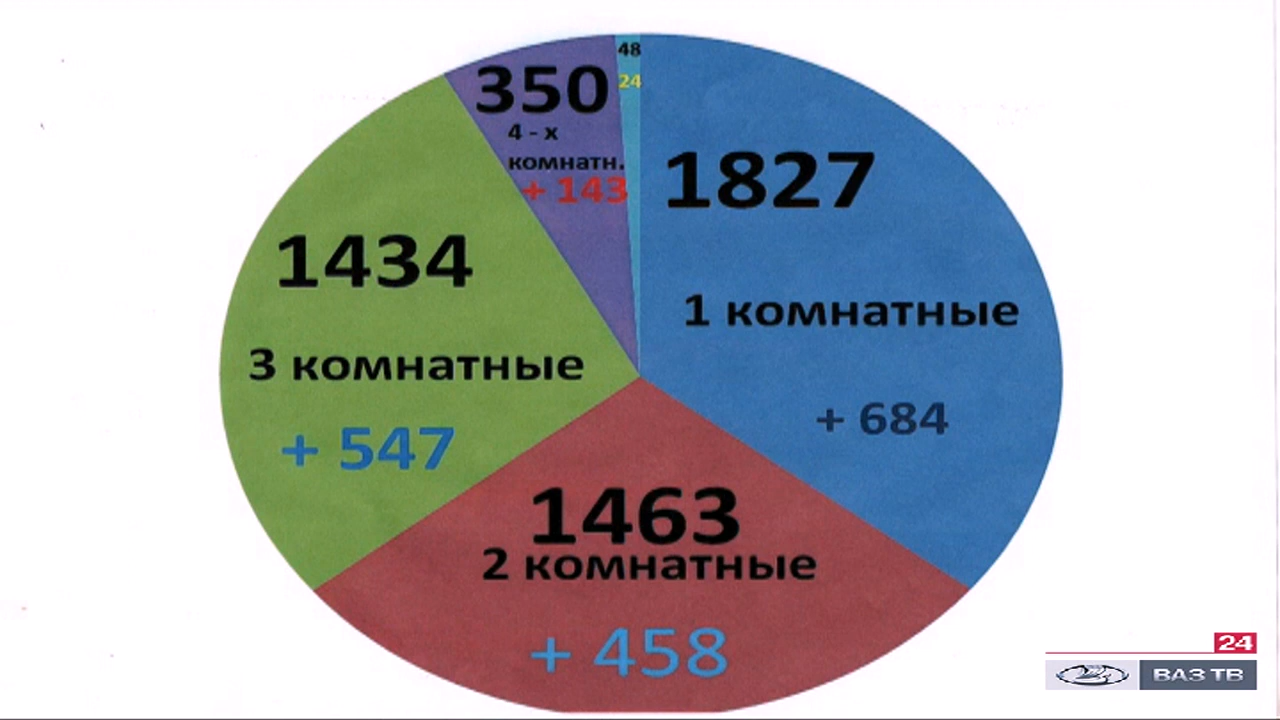 48
24
350
4 - х
комнатн.
+ 143
1827
1 комнатные
+ 684
1434
3 комнатные
+ 547
1463
2 комнатные
+ 458
24
ВАЗ ТВ